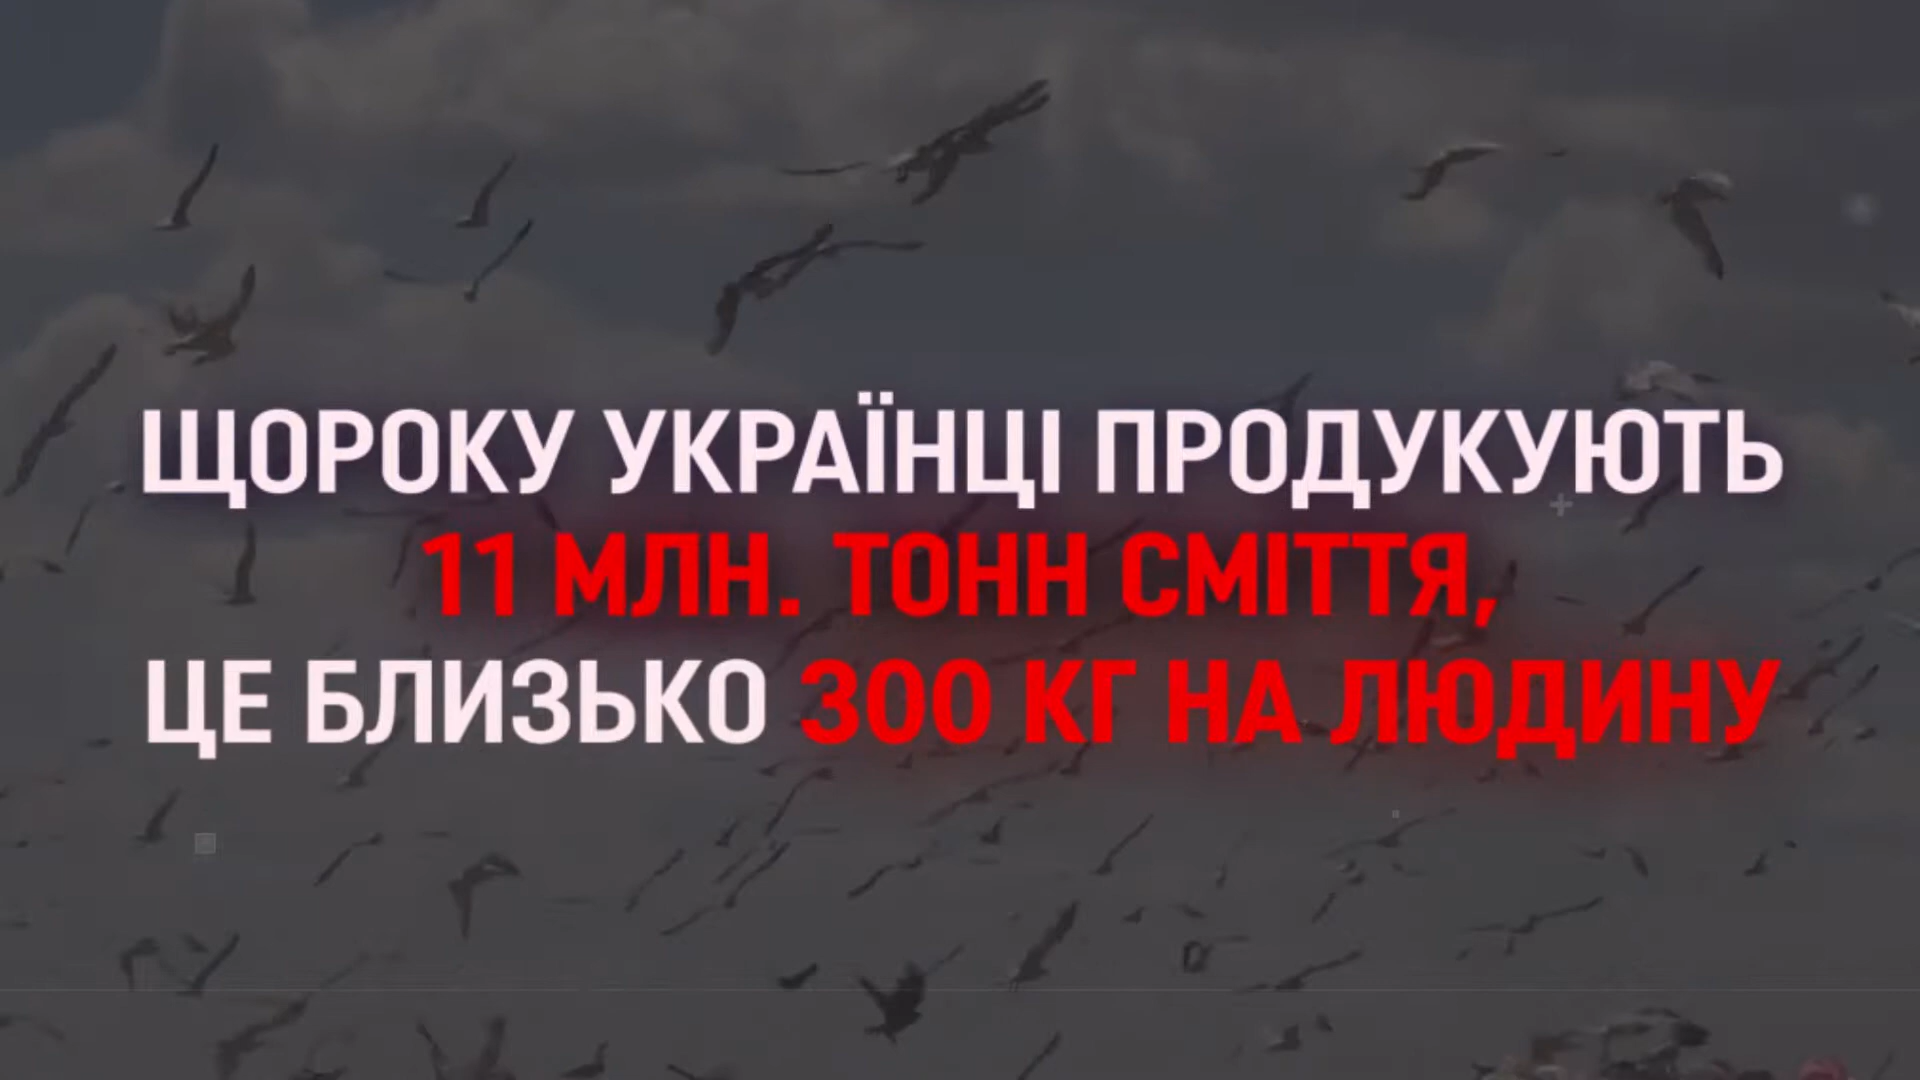 ЩОРОКУ УКРАЇНЦІ ПРОДУКУЮТЬ
11 МЛН. ТОНН СМІТТЯ,
ЦЕ БЛИЗЬКО 300 КГ НА ЛЮДИНУ